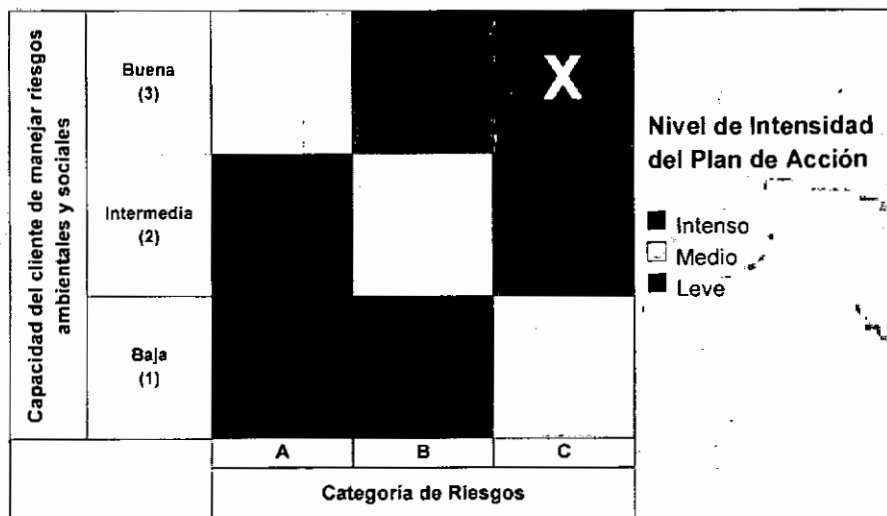 Capacidad del cliente de manejar riesgos
ambientales y sociales
Buena
(3)
X
Intermedia
(2)
Baja
(1)
A B C
Categoría de Riesgos
Nivel de Intensidad
del Plan de Acción
Intenso
Medio
Leve